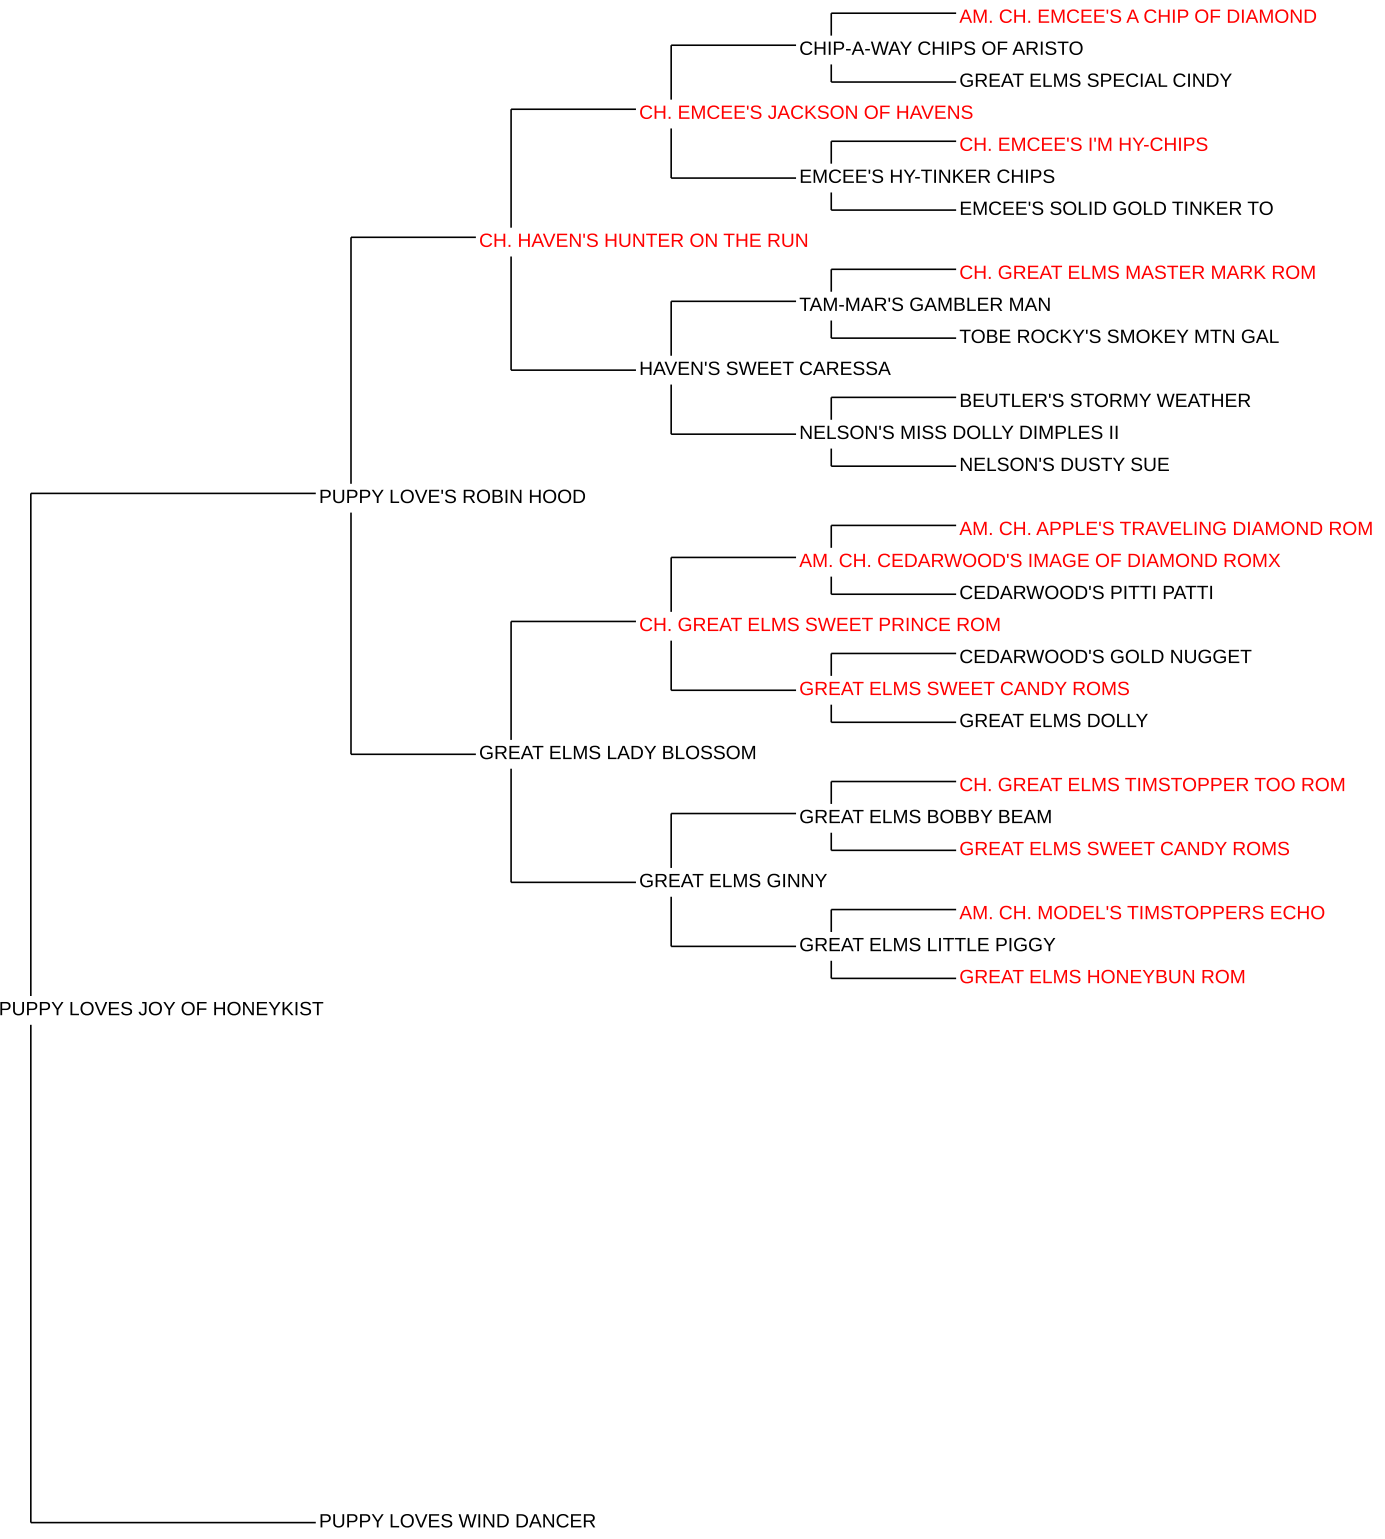 AM. CH. EMCEE'S A CHIP OF DIAMOND
CHIP-A-WAY CHIPS OF ARISTO
GREAT ELMS SPECIAL CINDY
CH. EMCEE'S JACKSON OF HAVENS
CH. EMCEE'S I'M HY-CHIPS
EMCEE'S HY-TINKER CHIPS
EMCEE'S SOLID GOLD TINKER TO
CH. HAVEN'S HUNTER ON THE RUN
CH. GREAT ELMS MASTER MARK ROM
TAM-MAR'S GAMBLER MAN
TOBE ROCKY'S SMOKEY MTN GAL
HAVEN'S SWEET CARESSA
BEUTLER'S STORMY WEATHER
NELSON'S MISS DOLLY DIMPLES II
NELSON'S DUSTY SUE
PUPPY LOVE'S ROBIN HOOD
AM. CH. APPLE'S TRAVELING DIAMOND ROM
AM. CH. CEDARWOOD'S IMAGE OF DIAMOND ROMX
CEDARWOOD'S PITTI PATTI
CH. GREAT ELMS SWEET PRINCE ROM
CEDARWOOD'S GOLD NUGGET
GREAT ELMS SWEET CANDY ROMS
GREAT ELMS DOLLY
GREAT ELMS LADY BLOSSOM
CH. GREAT ELMS TIMSTOPPER TOO ROM
GREAT ELMS BOBBY BEAM
GREAT ELMS SWEET CANDY ROMS
GREAT ELMS GINNY
AM. CH. MODEL'S TIMSTOPPERS ECHO
GREAT ELMS LITTLE PIGGY
GREAT ELMS HONEYBUN ROM
PUPPY LOVES JOY OF HONEYKIST
PUPPY LOVES WIND DANCER